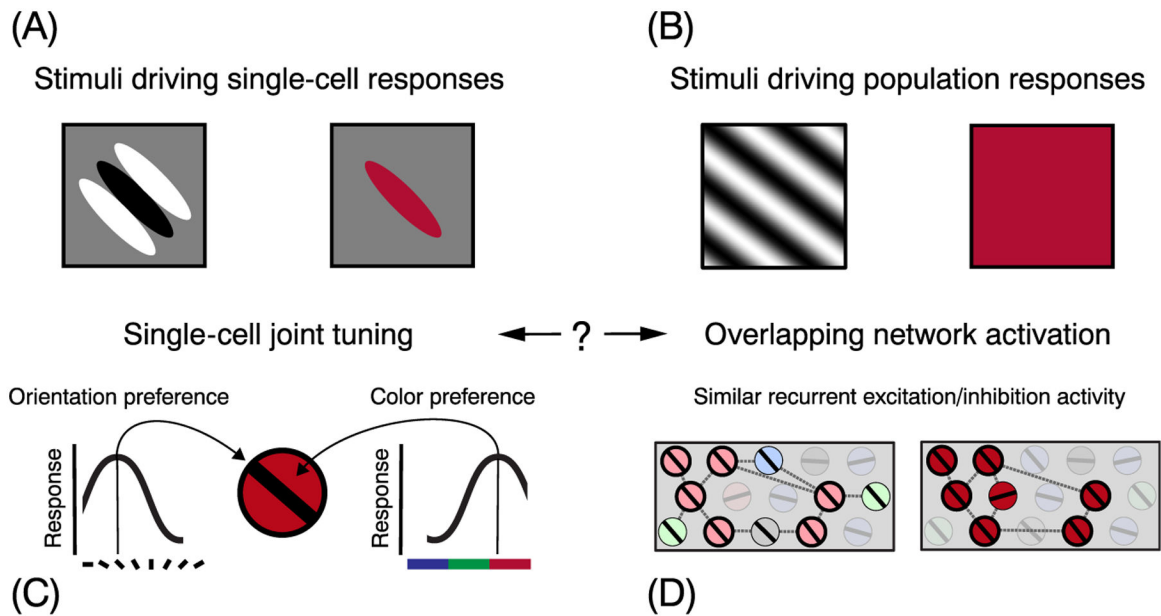 (A)
Stimuli driving single-cell responses
(B)
Stimuli driving population responses
Single-cell joint tuning
?
Overlapping network activation
Orientation preference
Color preference
Similar recurrent excitation/inhibition activity
Response
Response
(C)
(D)